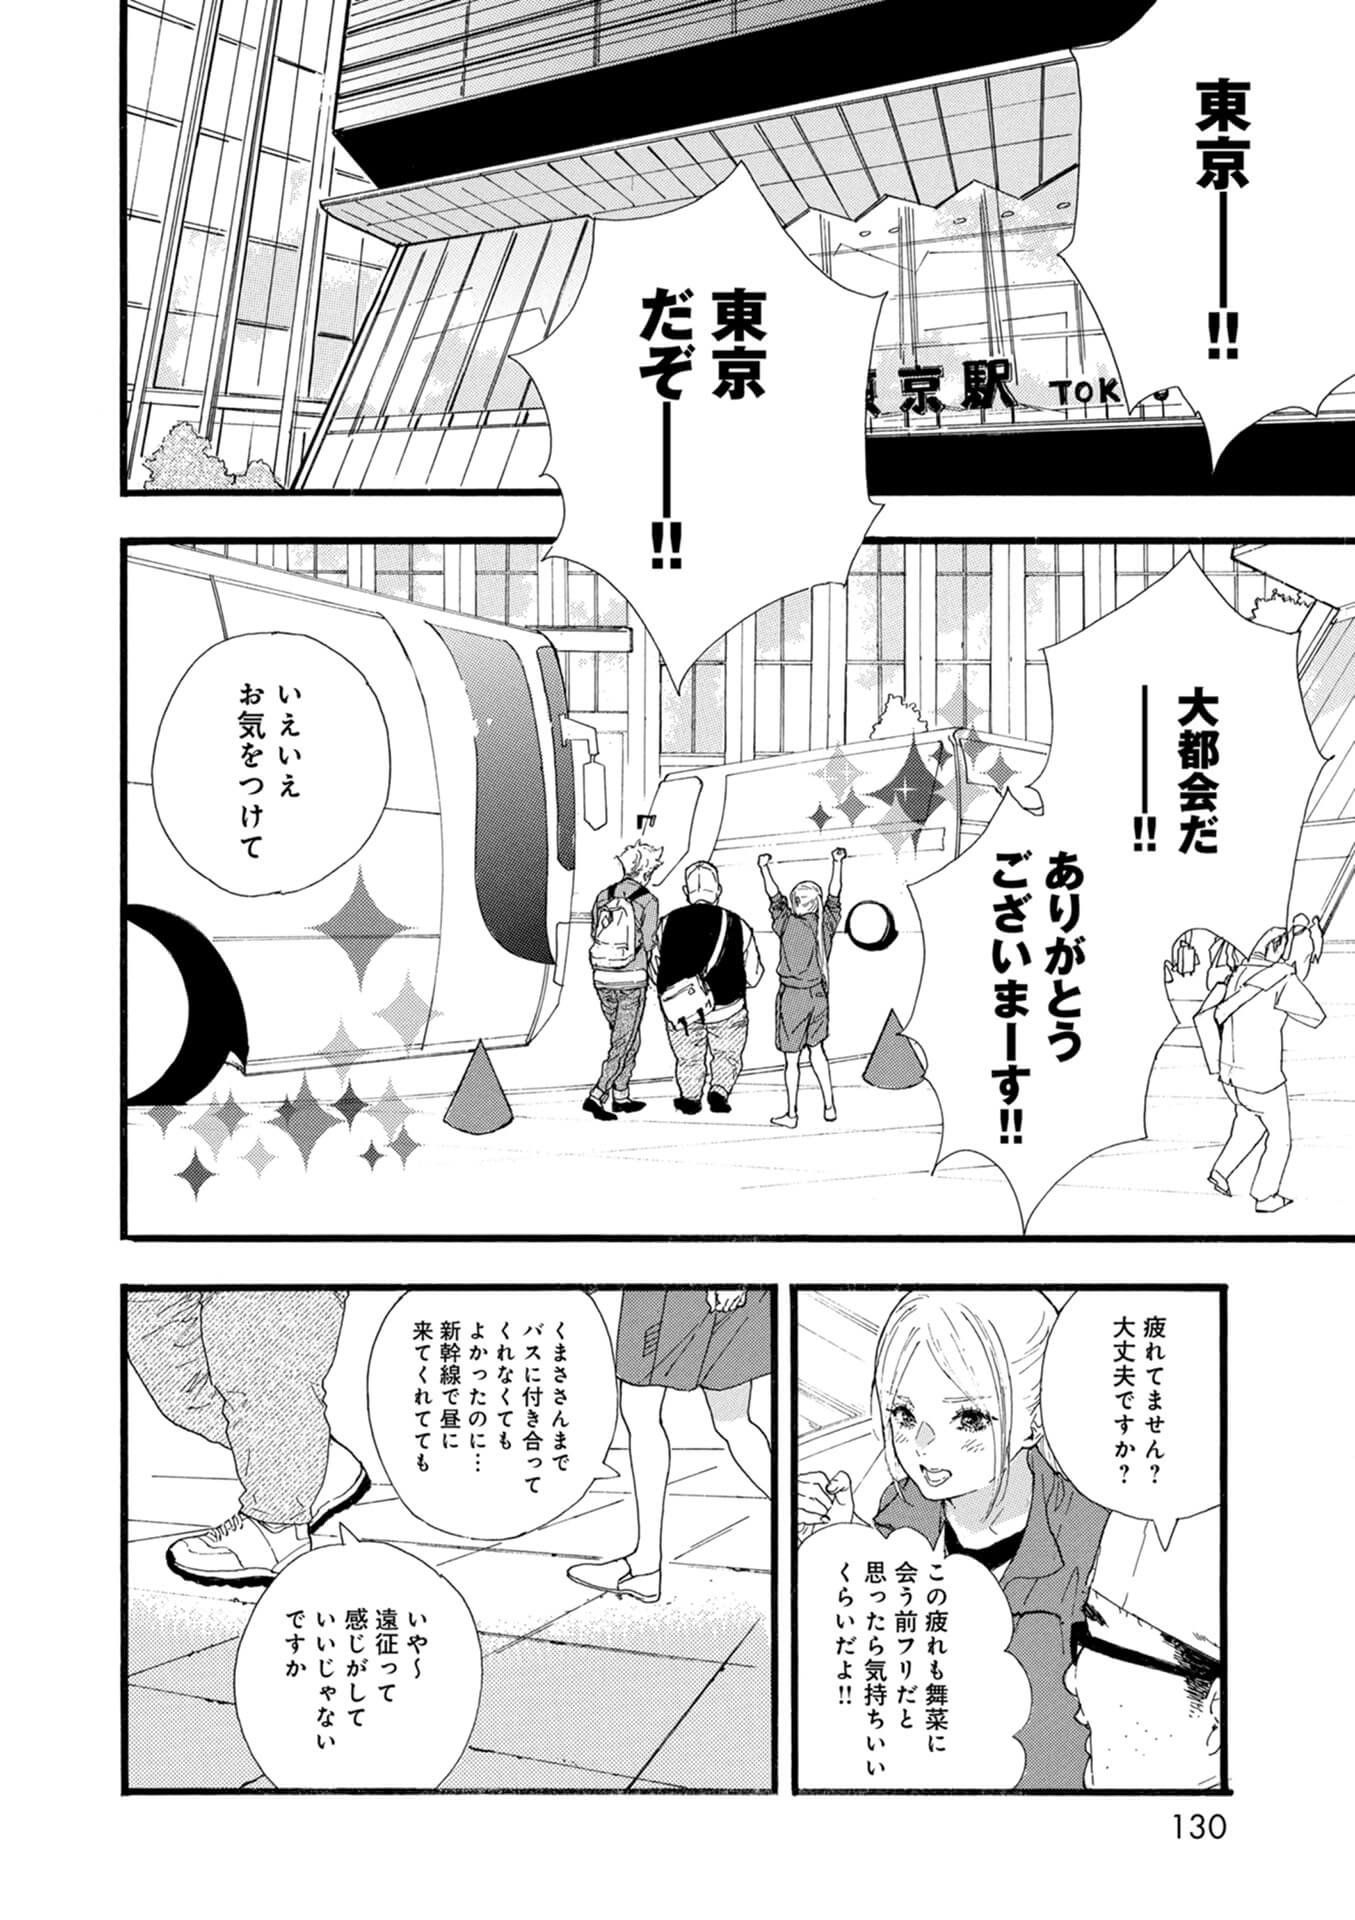 東京――!!
東京
だぞ――!!
東京駅 TOK
大都会だ
――!!
ありがとう
ございまーす!!
いえいえ
お気をつけて
疲れてません?
大丈夫ですか?
この疲れも舞菜に
会う前フリだと
思ったら気持ちいい
くらいだよ!!
くまささんまで
バスに付き合って
くれなくても
よかったのに…
新幹線で昼に
来てくれてても
いや〜
遠征って
感じがして
いいじゃない
ですか
130